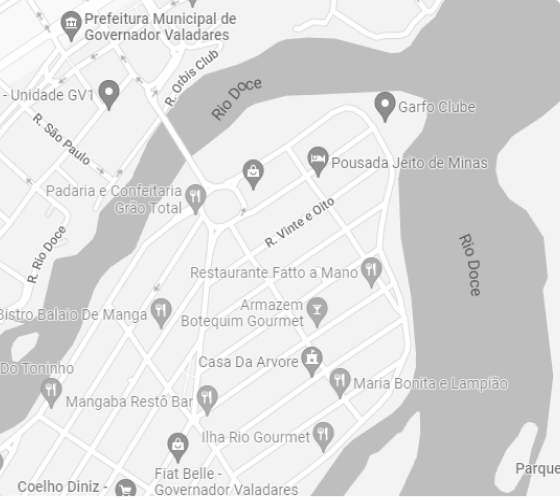 Prefeitura Municipal de
Governador Valadares
R. Orbis Club
- Unidade GV1
Rio Doce
Garfo Clube
R. São Paulo
Pousada Jeito de Minas
Padaria e Confeitaria
Grão Total
R. Vinte e Oito
R. Rio Doce
Rio Doce
Restaurante Fatto a Mano
Bistro Balaio De Manga
Armazem
Botequim Gourmet
Do Toninho
Casa Da Arvore
Maria Bonita e Lampião
Mangaba Restô Bar
Ilha Rio Gourmet
Fiat Belle -
Governador Valadares
Parque
Coelho Diniz -